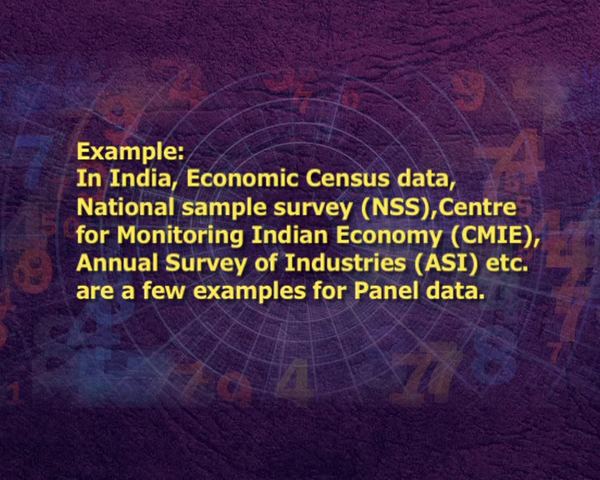 Example:
In India, Economic Census data,
National sample survey (NSS),Centre
for Monitoring Indian Economy (CMIE),
Annual Survey of Industries (ASI) etc.
are a few examples for Panel data.